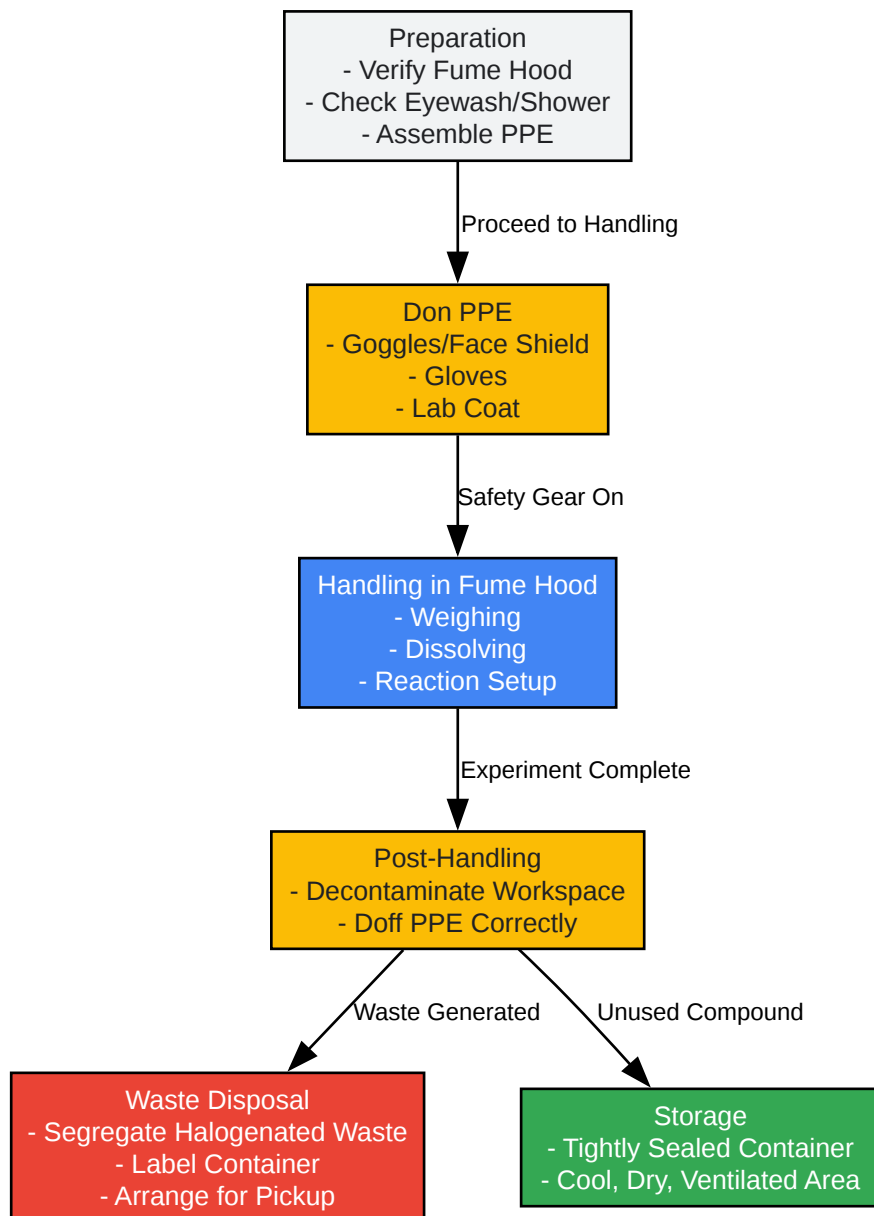 Preparation
- Verify Fume Hood
- Check Eyewash/Shower
- Assemble PPE
Proceed to Handling
Don PPE
- Goggles/Face Shield
- Gloves
- Lab Coat
Safety Gear On
Handling in Fume Hood
- Weighing
- Dissolving
- Reaction Setup
Experiment Complete
Post-Handling
- Decontaminate Workspace
- Doff PPE Correctly
Waste Generated
Unused Compound
Waste Disposal
- Segregate Halogenated Waste
- Label Container
- Arrange for Pickup
Storage
- Tightly Sealed Container
- Cool, Dry, Ventilated Area